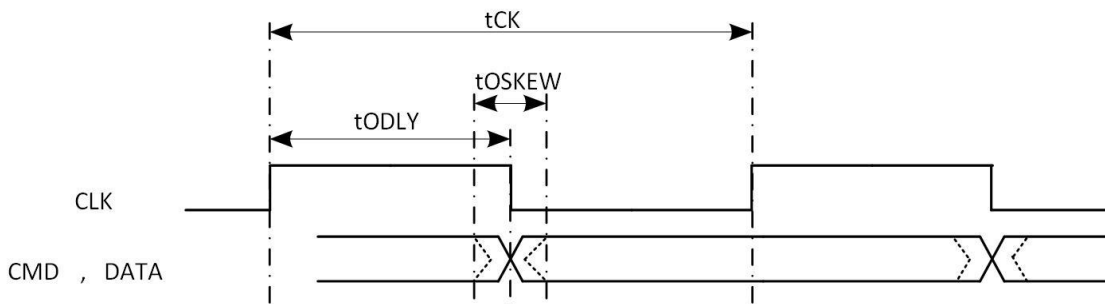 tCK
tOSKEW
tODLY
CLK
CMD , DATA